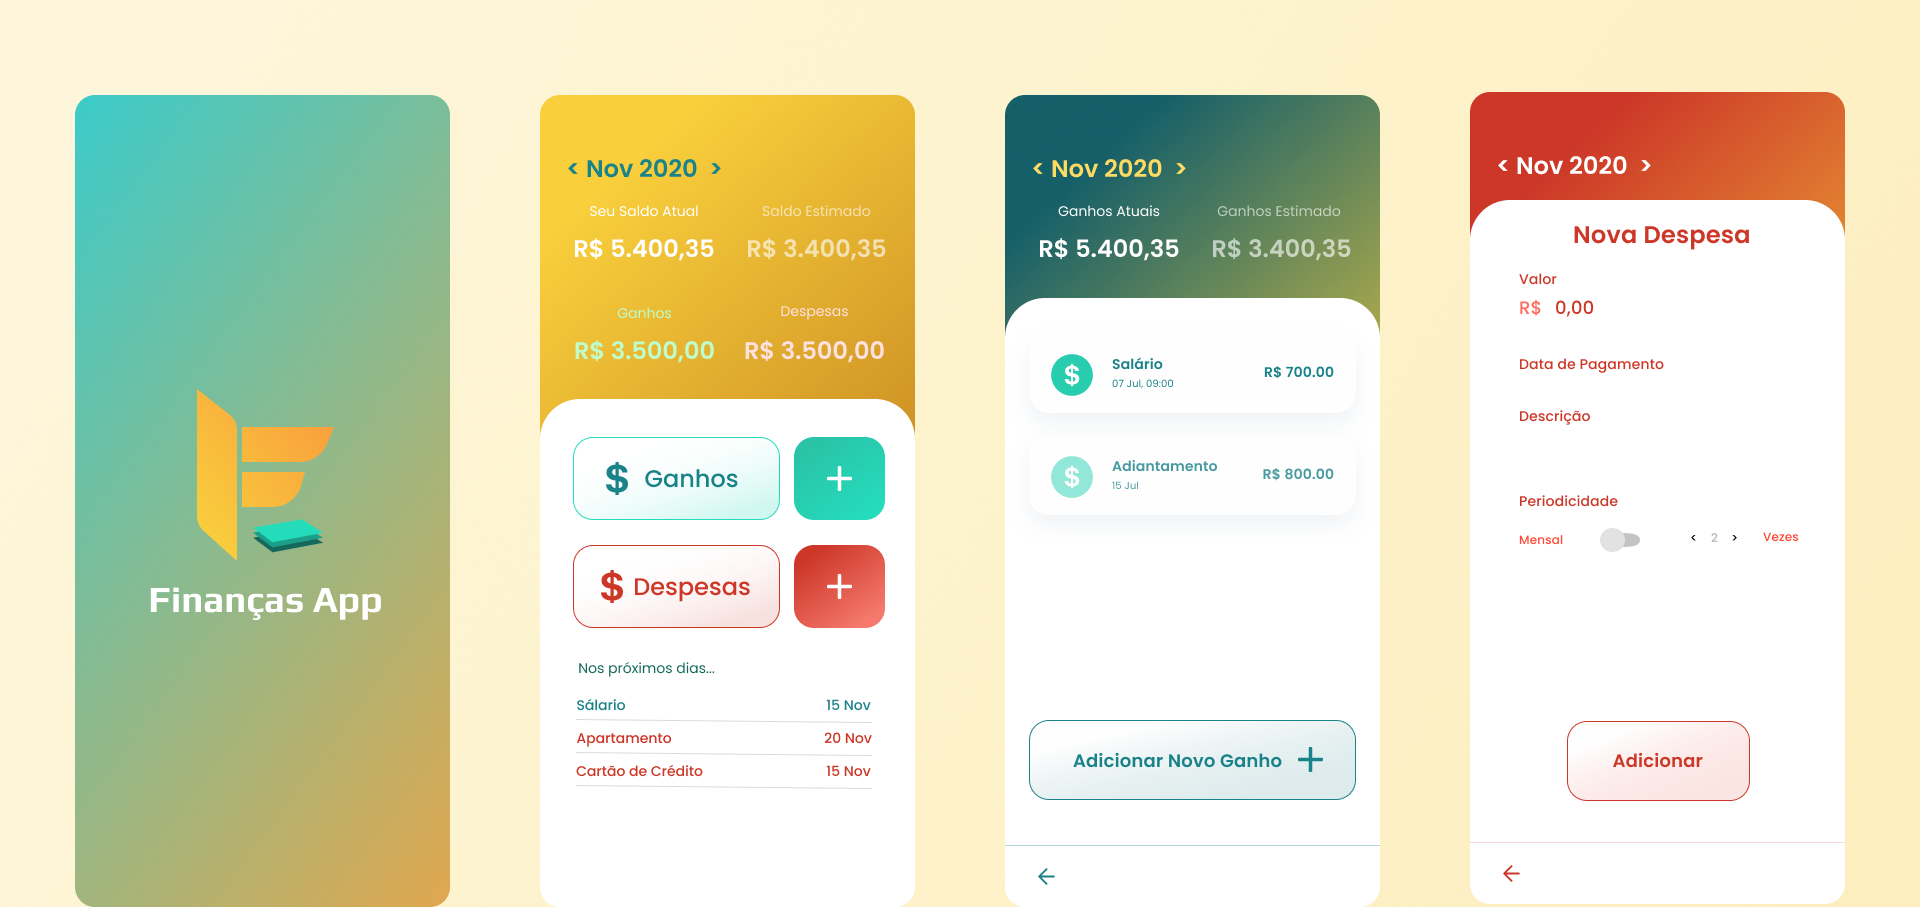 Finanças App
< Nov 2020 >
Seu Saldo Atual Saldo Estimado
R$ 5.400,35 R$ 3.400,35
Ganhos Despesas
R$ 3.500,00 R$ 3.500,00
$ Ganhos +
$ Despesas +
Nos próximos dias...
Sálario 15 Nov
Apartamento 20 Nov
Cartão de Crédito 15 Nov
< Nov 2020 >
Ganhos Atuais Ganhos Estimado
R$ 5.400,35 R$ 3.400,35
$ Salário R$ 700.00
07 Jul, 09:00
$ Adiantamento R$ 800.00
15 Jul
Adicionar Novo Ganho +
< Nov 2020 >
Nova Despesa
Valor
R$ 0,00
Data de Pagamento
Descrição
Periodicidade
Mensal < 2 > Vezes
Adicionar